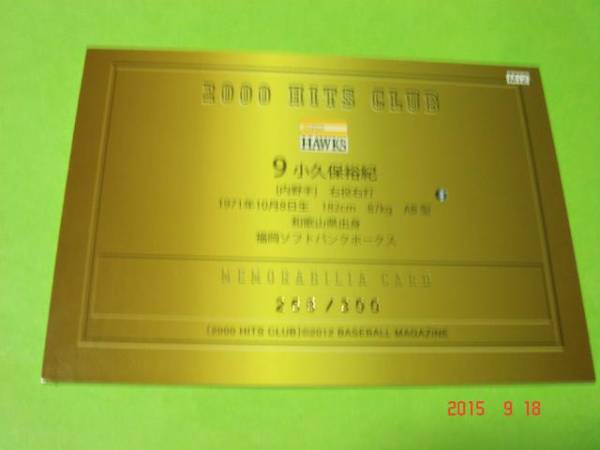 2000 HITS CLUB
HAWKS
9 小久保裕紀
[内野手] 右投右打
1971年10月8日生 182cm 87kg AB型
和歌山県出身
福岡ソフトバンクホークス
MEMORABILIA CARD
/300
[2000 HITS CLUB]©2012 BASEBALL MAGAZINE
2015 9 18